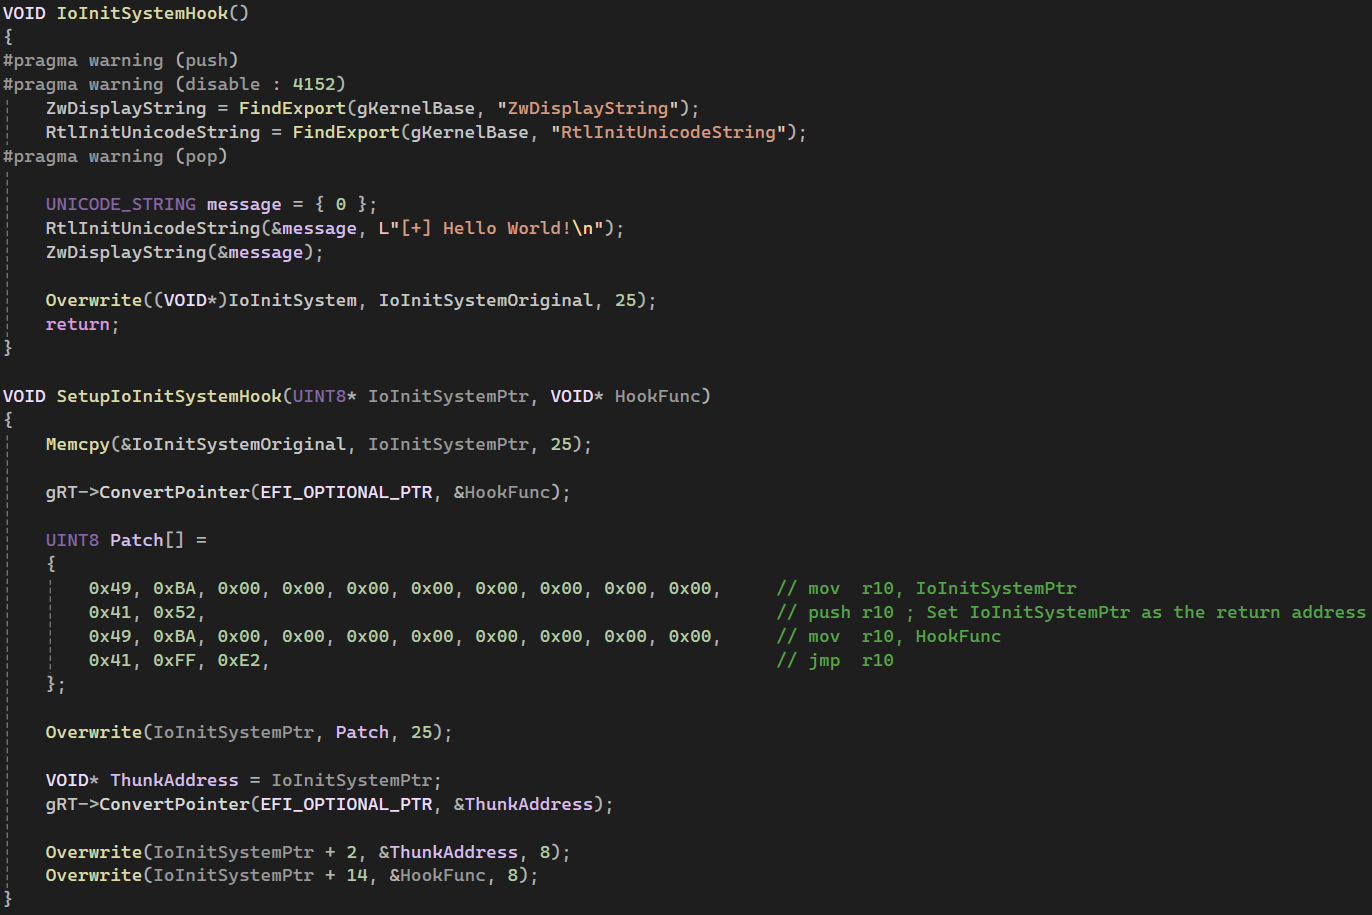 VOID IoInitSystemHook()
{
#pragma warning (push)
#pragma warning (disable : 4152)
    ZwDisplayString = FindExport(gKernelBase, "ZwDisplayString");
    RtlInitUnicodeString = FindExport(gKernelBase, "RtlInitUnicodeString");
#pragma warning (pop)
    UNICODE_STRING message = { 0 };
    RtlInitUnicodeString(&message, L"[+] Hello World!\n");
    ZwDisplayString(&message);
    Overwrite((VOID*)IoInitSystem, IoInitSystemOriginal, 25);
    return;
}
VOID SetupIoInitSystemHook(UINT8* IoInitSystemPtr, VOID* HookFunc)
{
    Memcpy(&IoInitSystemOriginal, IoInitSystemPtr, 25);
    gRT->ConvertPointer(EFI_OPTIONAL_PTR, &HookFunc);
    UINT8 Patch[] =
    {
        0x49, 0xBA, 0x00, 0x00, 0x00, 0x00, 0x00, 0x00, 0x00, 0x00,     // mov  r10, IoInitSystemPtr
        0x41, 0x52,                                                     // push r10 ; Set IoInitSystemPtr as the return address
        0x49, 0xBA, 0x00, 0x00, 0x00, 0x00, 0x00, 0x00, 0x00, 0x00,     // mov  r10, HookFunc
        0x41, 0xFF, 0xE2,                                               // jmp  r10
    };
    Overwrite(IoInitSystemPtr, Patch, 25);
    VOID* ThunkAddress = IoInitSystemPtr;
    gRT->ConvertPointer(EFI_OPTIONAL_PTR, &ThunkAddress);
    Overwrite(IoInitSystemPtr + 2, &ThunkAddress, 8);
    Overwrite(IoInitSystemPtr + 14, &HookFunc, 8);
}